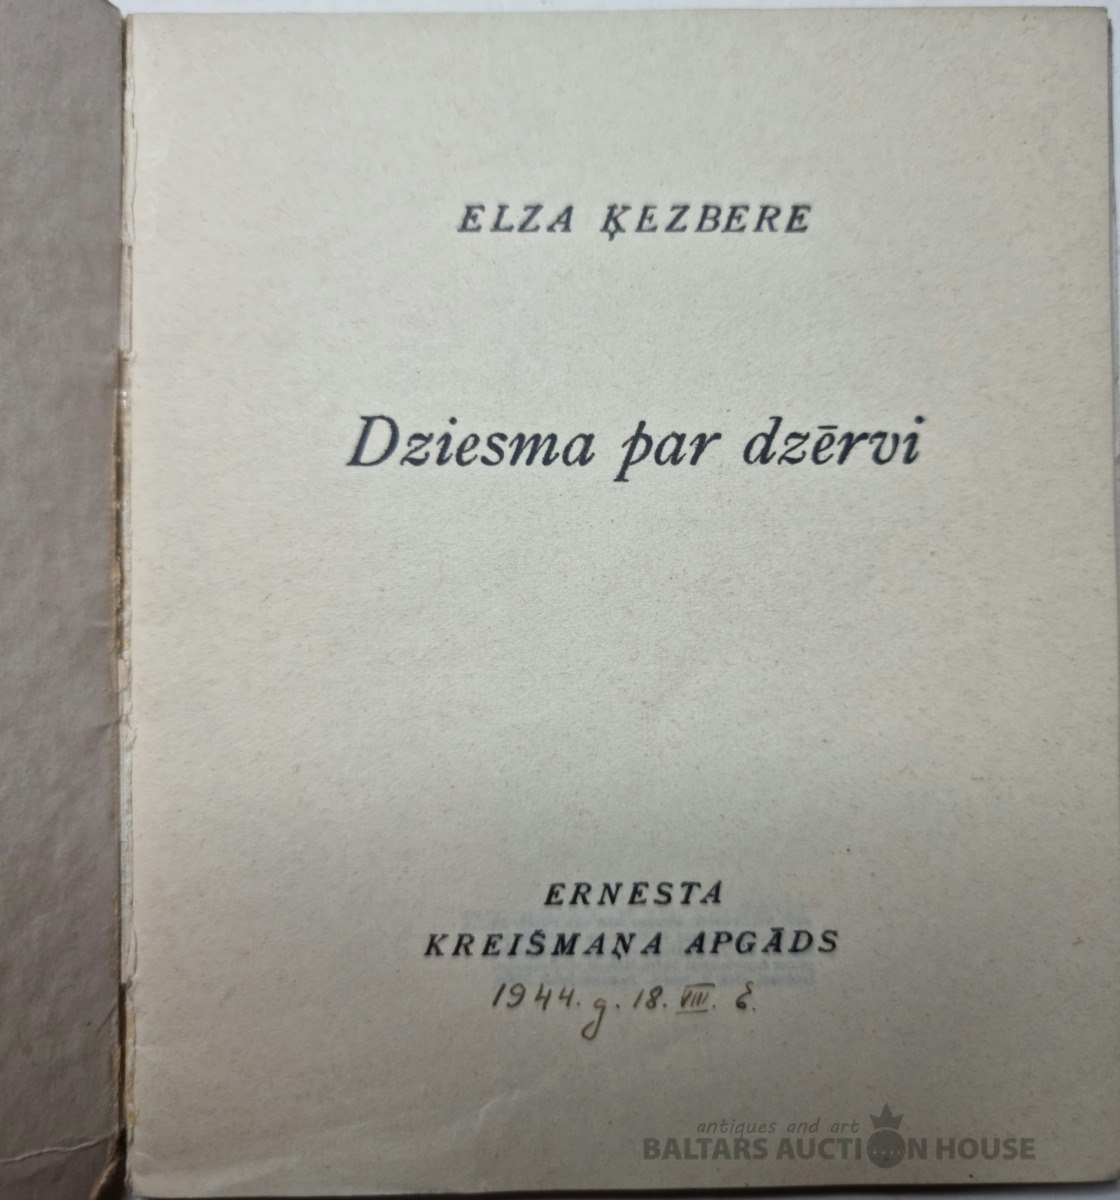 ELZA ĶEZBERE
Dziesma par dzērvi
ERNESTA
KREIŠMAŅA APGĀDS
1944. g. 18. VIII. E.
antiques and art
BALTARS AUCTION HOUSE